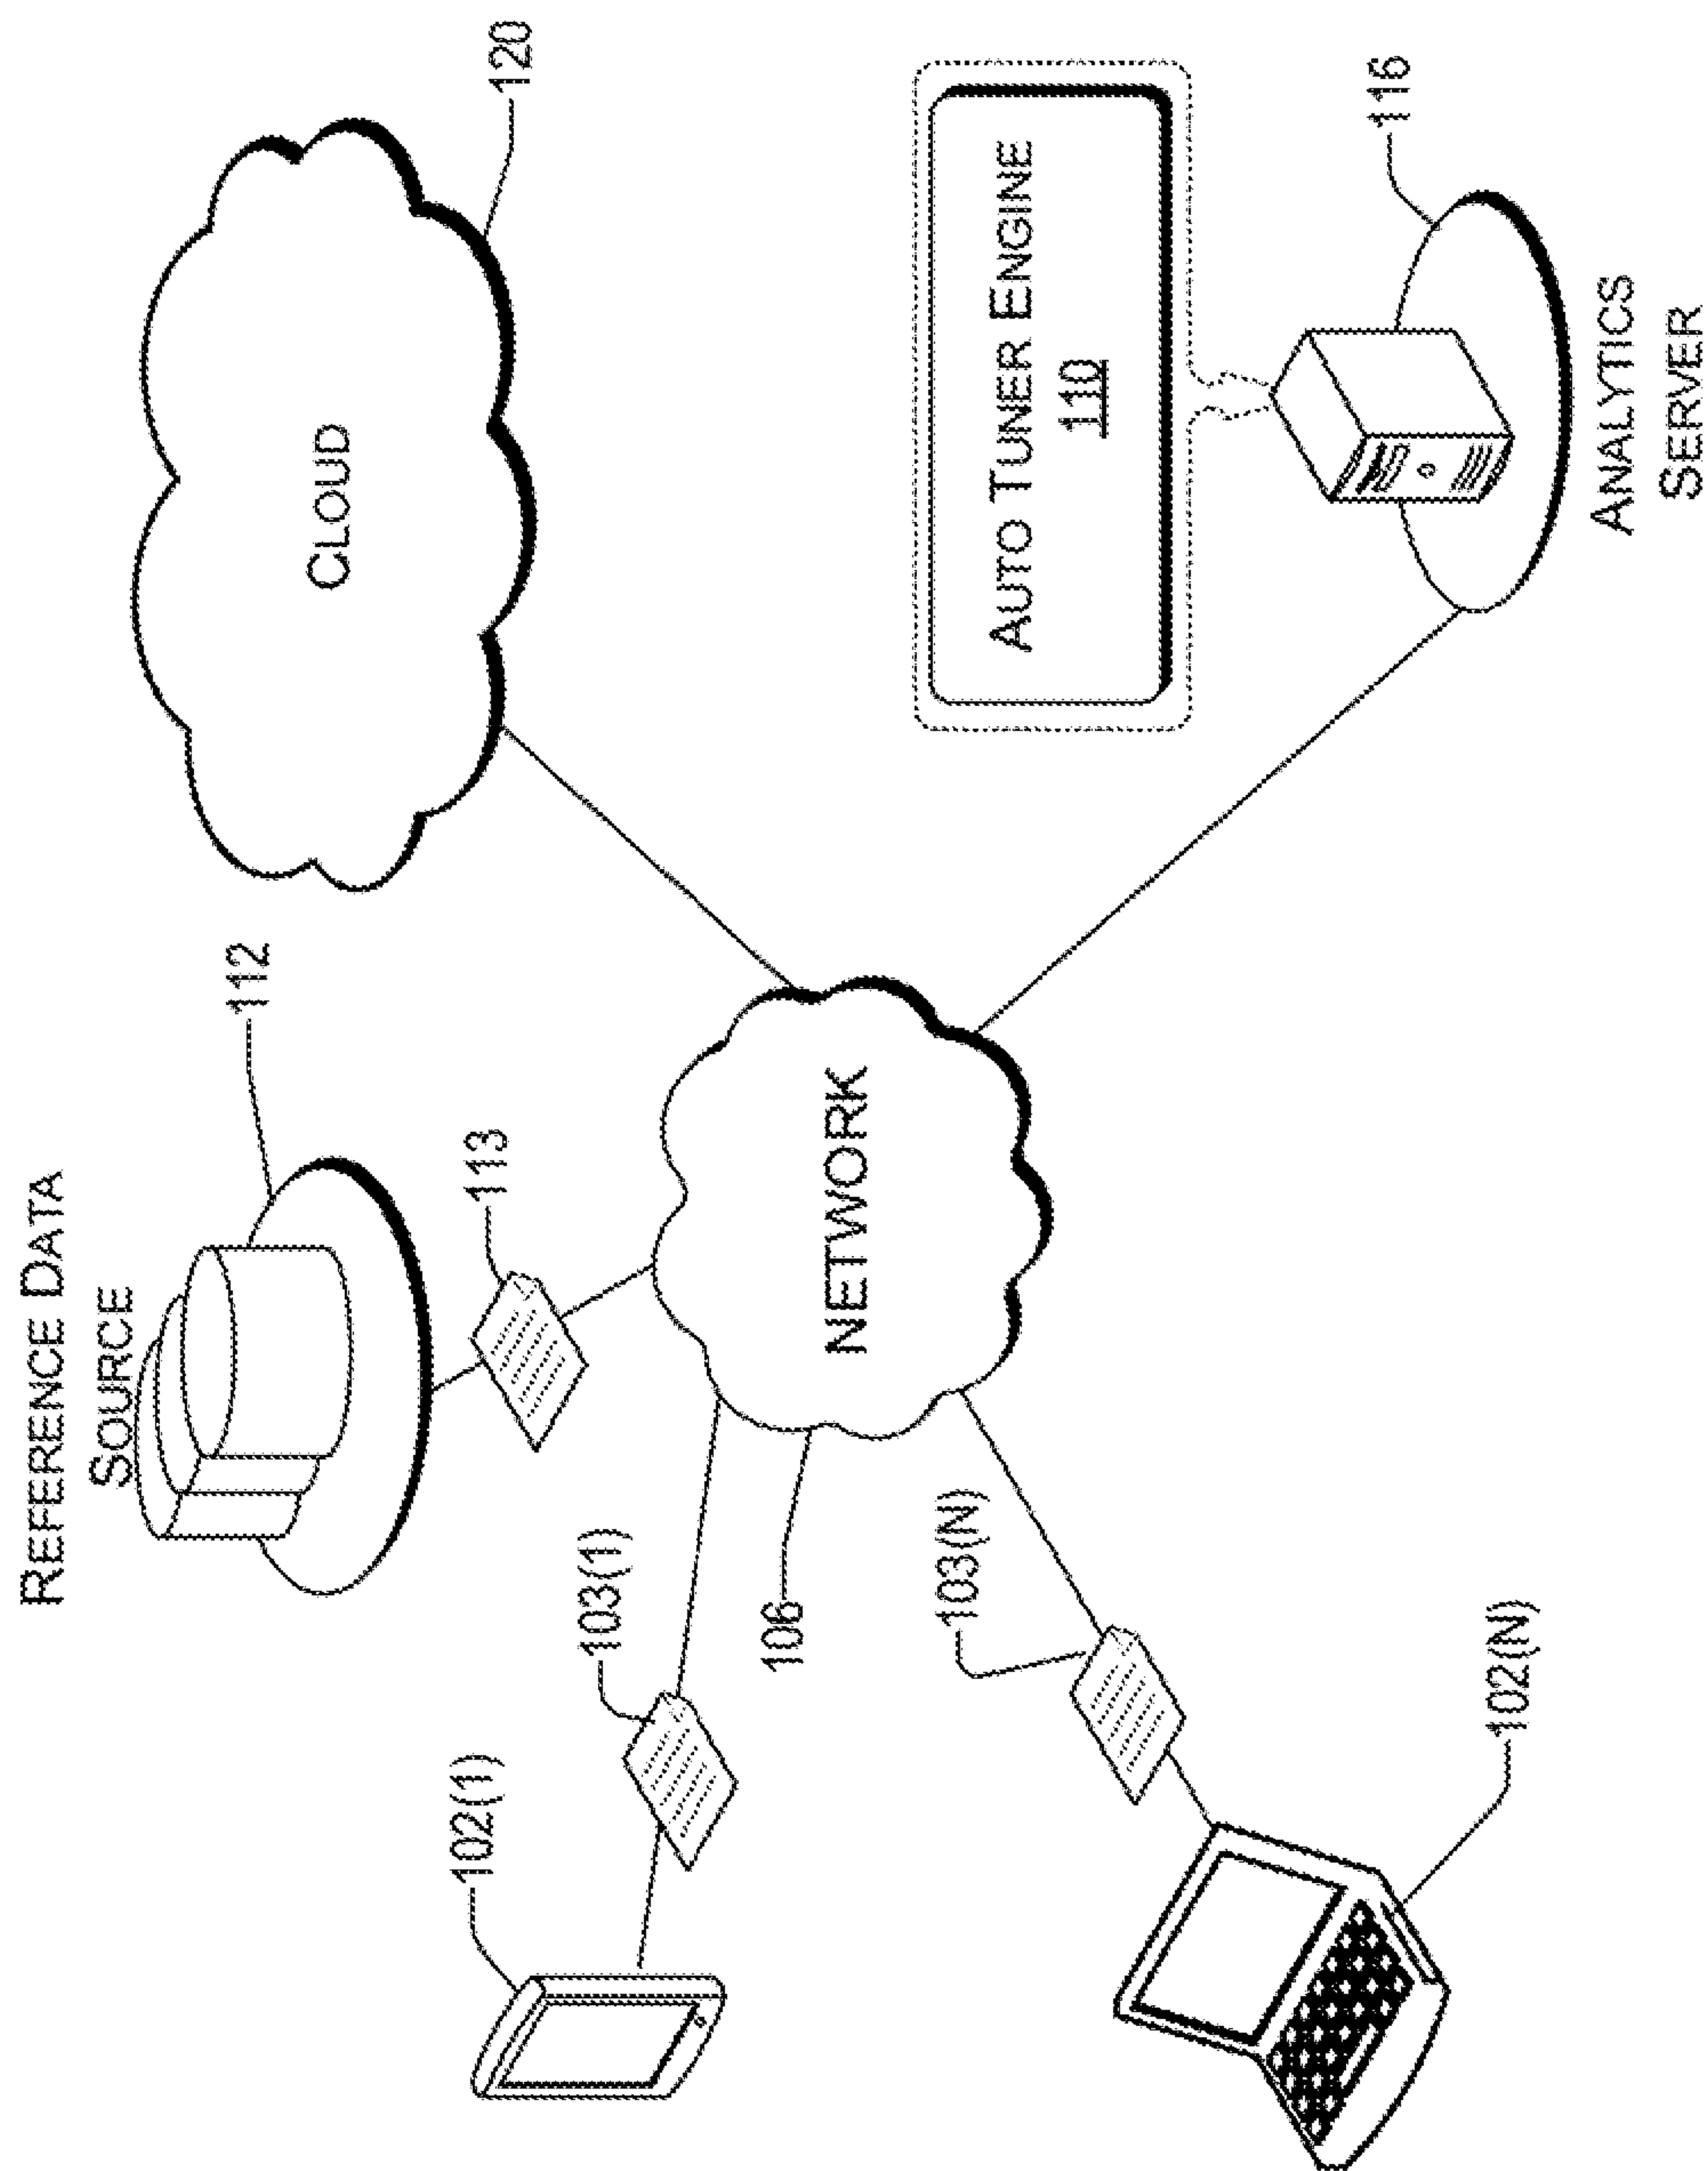 REFERENCE DATA
SOURCE
112
113
102(1)
103(1)
106
103(N)
102(N)
NETWORK
CLOUD
120
AUTO TUNER ENGINE
110
116
ANALYTICS
SERVER